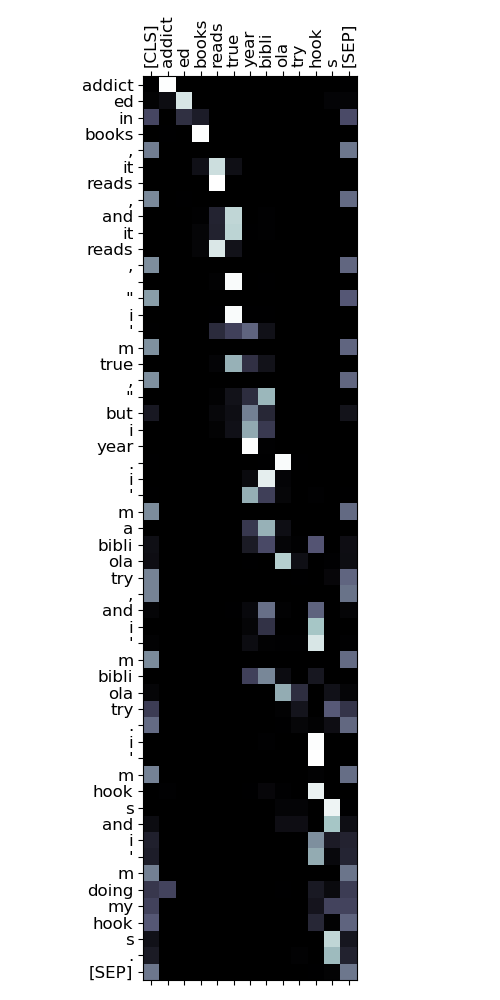 [CLS] addict ed books reads true year bibli ola try hook s [SEP]
addict
ed
in
books
,
it
reads
,
and
it
reads
,
"
i
'
m
true
,
"
but
i
year
.
i
'
m
a
bibli
ola
try
,
and
i
'
m
bibli
ola
try
.
i
'
m
hook
s
and
i
'
m
doing
my
hook
s
.
[SEP]